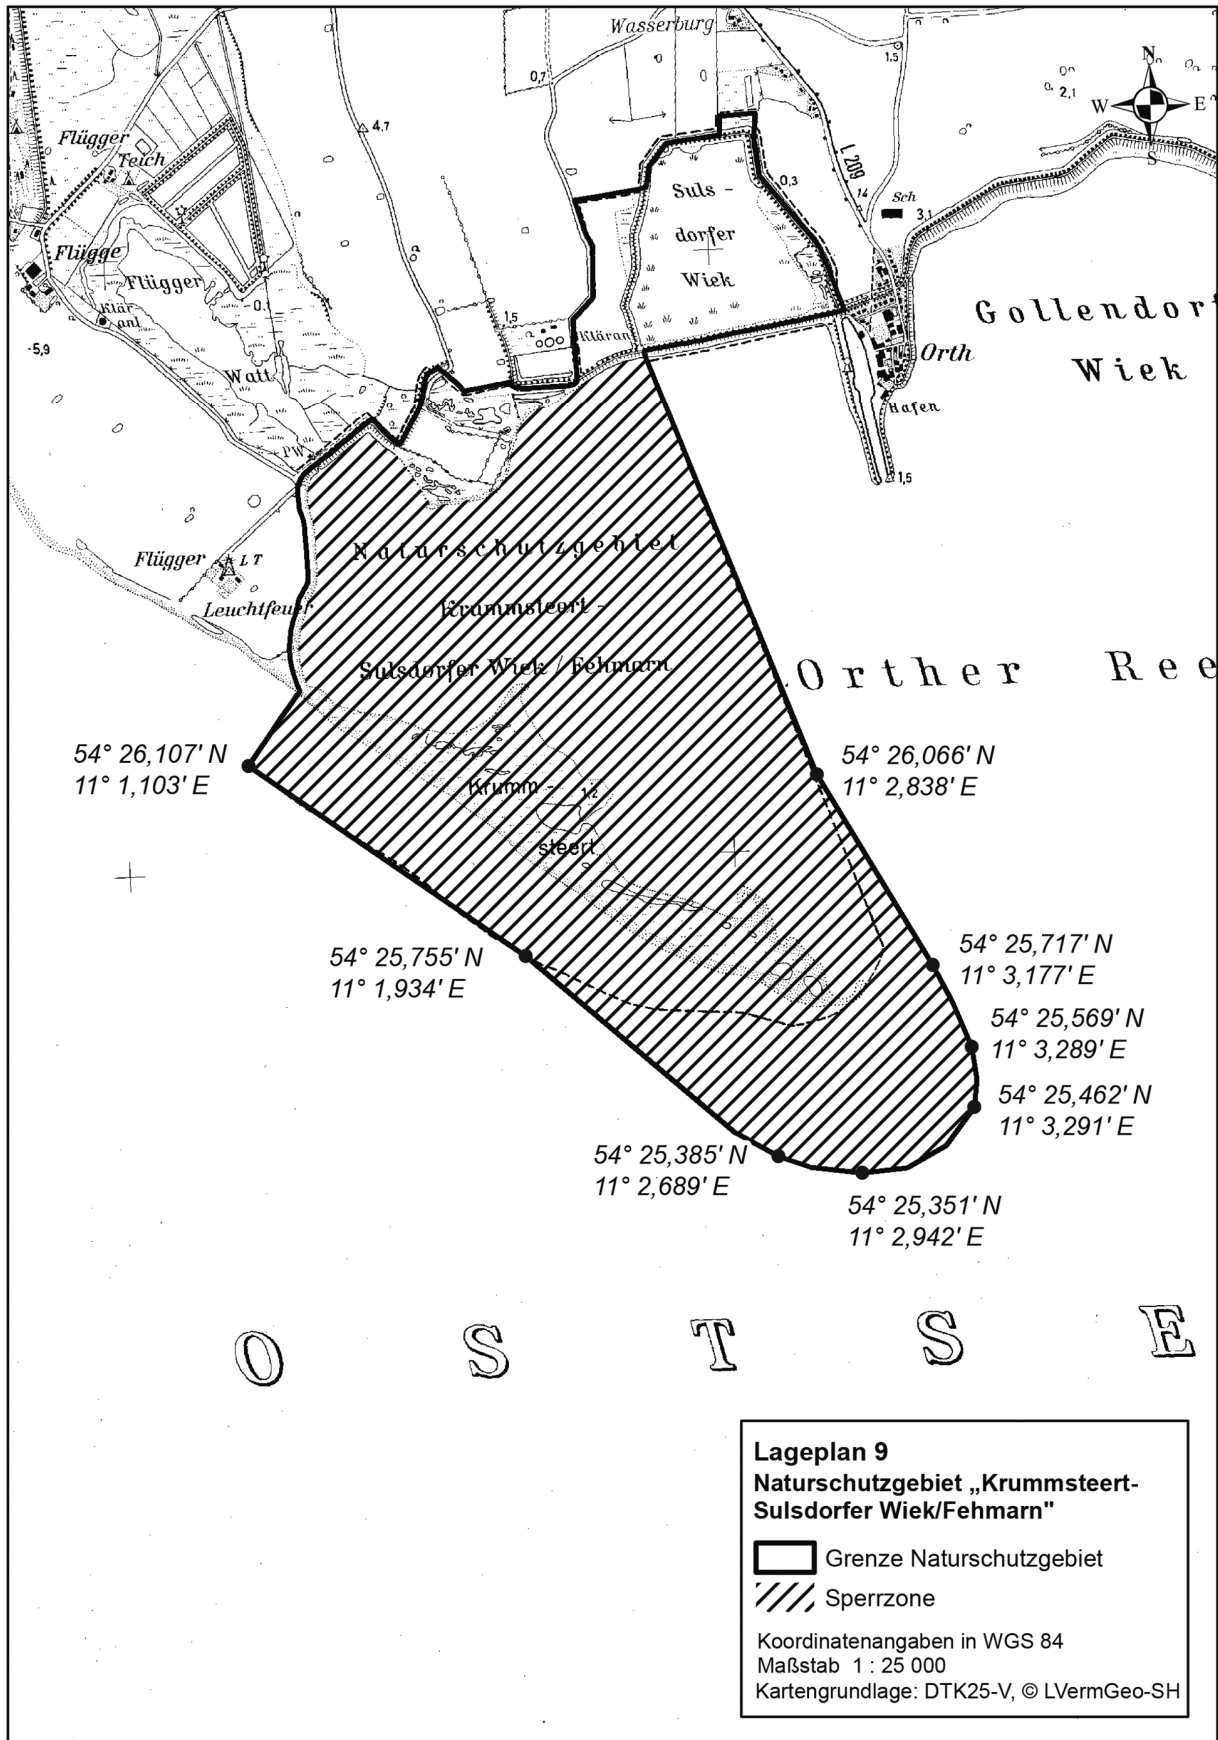 Wasserburg
0,7
1.5
2,1
N
W
E
S
4,7
L 209
Flügger
Teich
Suls -
0,3
14
Sch
3,1
dorfer
Flügge
Flügger
Wiek
Klär
anl
-0,1
1,5
Kläran
Gollendorf
-5,9
Orth
Wiek
Watt
Hafen
PW
1,5
Flügger
LT
Leuchtfeuer
Naturschutzgebiet
Krummsteert -
Sulsdorfer Wiek / Fehmarn
Orther Ree
54° 26,107' N
11° 1,103' E
54° 26,066' N
11° 2,838' E
Krumm -
1,2
steert
54° 25,755' N
11° 1,934' E
54° 25,717' N
11° 3,177' E
54° 25,569' N
11° 3,289' E
54° 25,462' N
11° 3,291' E
54° 25,385' N
11° 2,689' E
54° 25,351' N
11° 2,942' E
OSTSE
Lageplan 9
Naturschutzgebiet „Krummsteert-
Sulsdorfer Wiek/Fehmarn"
Grenze Naturschutzgebiet
Sperrzone
Koordinatenangaben in WGS 84
Maßstab 1 : 25 000
Kartengrundlage: DTK25-V, © LVermGeo-SH